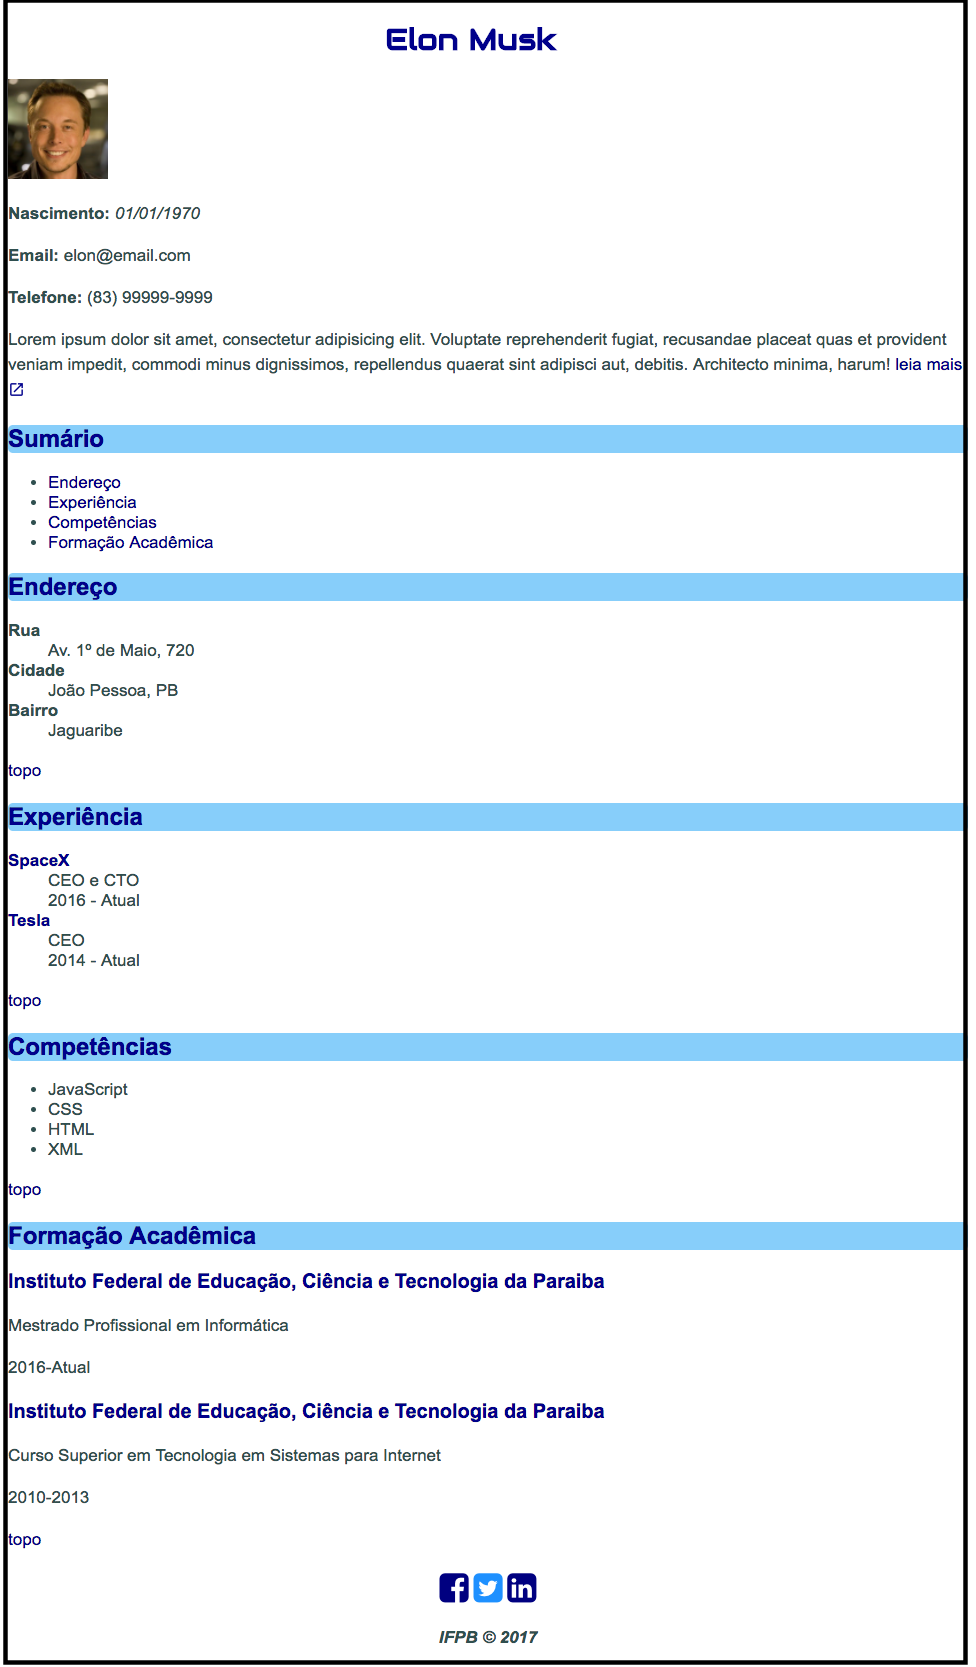 Elon Musk
Nascimento: 01/01/1970
Email: elon@email.com
Telefone: (83) 99999-9999
Lorem ipsum dolor sit amet, consectetur adipisicing elit. Voluptate reprehenderit fugiat, recusandae placeat quas et provident
veniam impedit, commodi minus dignissimos, repellendus quaerat sint adipisci aut, debitis. Architecto minima, harum! leia mais
Sumário
Endereço
Experiência
Competências
Formação Acadêmica
Endereço
Rua
Av. 1º de Maio, 720
Cidade
João Pessoa, PB
Bairro
Jaguaribe
topo
Experiência
SpaceX
CEO e CTO
2016 - Atual
Tesla
CEO
2014 - Atual
topo
Competências
JavaScript
CSS
HTML
XML
topo
Formação Acadêmica
Instituto Federal de Educação, Ciência e Tecnologia da Paraiba
Mestrado Profissional em Informática
2016-Atual
Instituto Federal de Educação, Ciência e Tecnologia da Paraiba
Curso Superior em Tecnologia em Sistemas para Internet
2010-2013
topo
IFPB © 2017